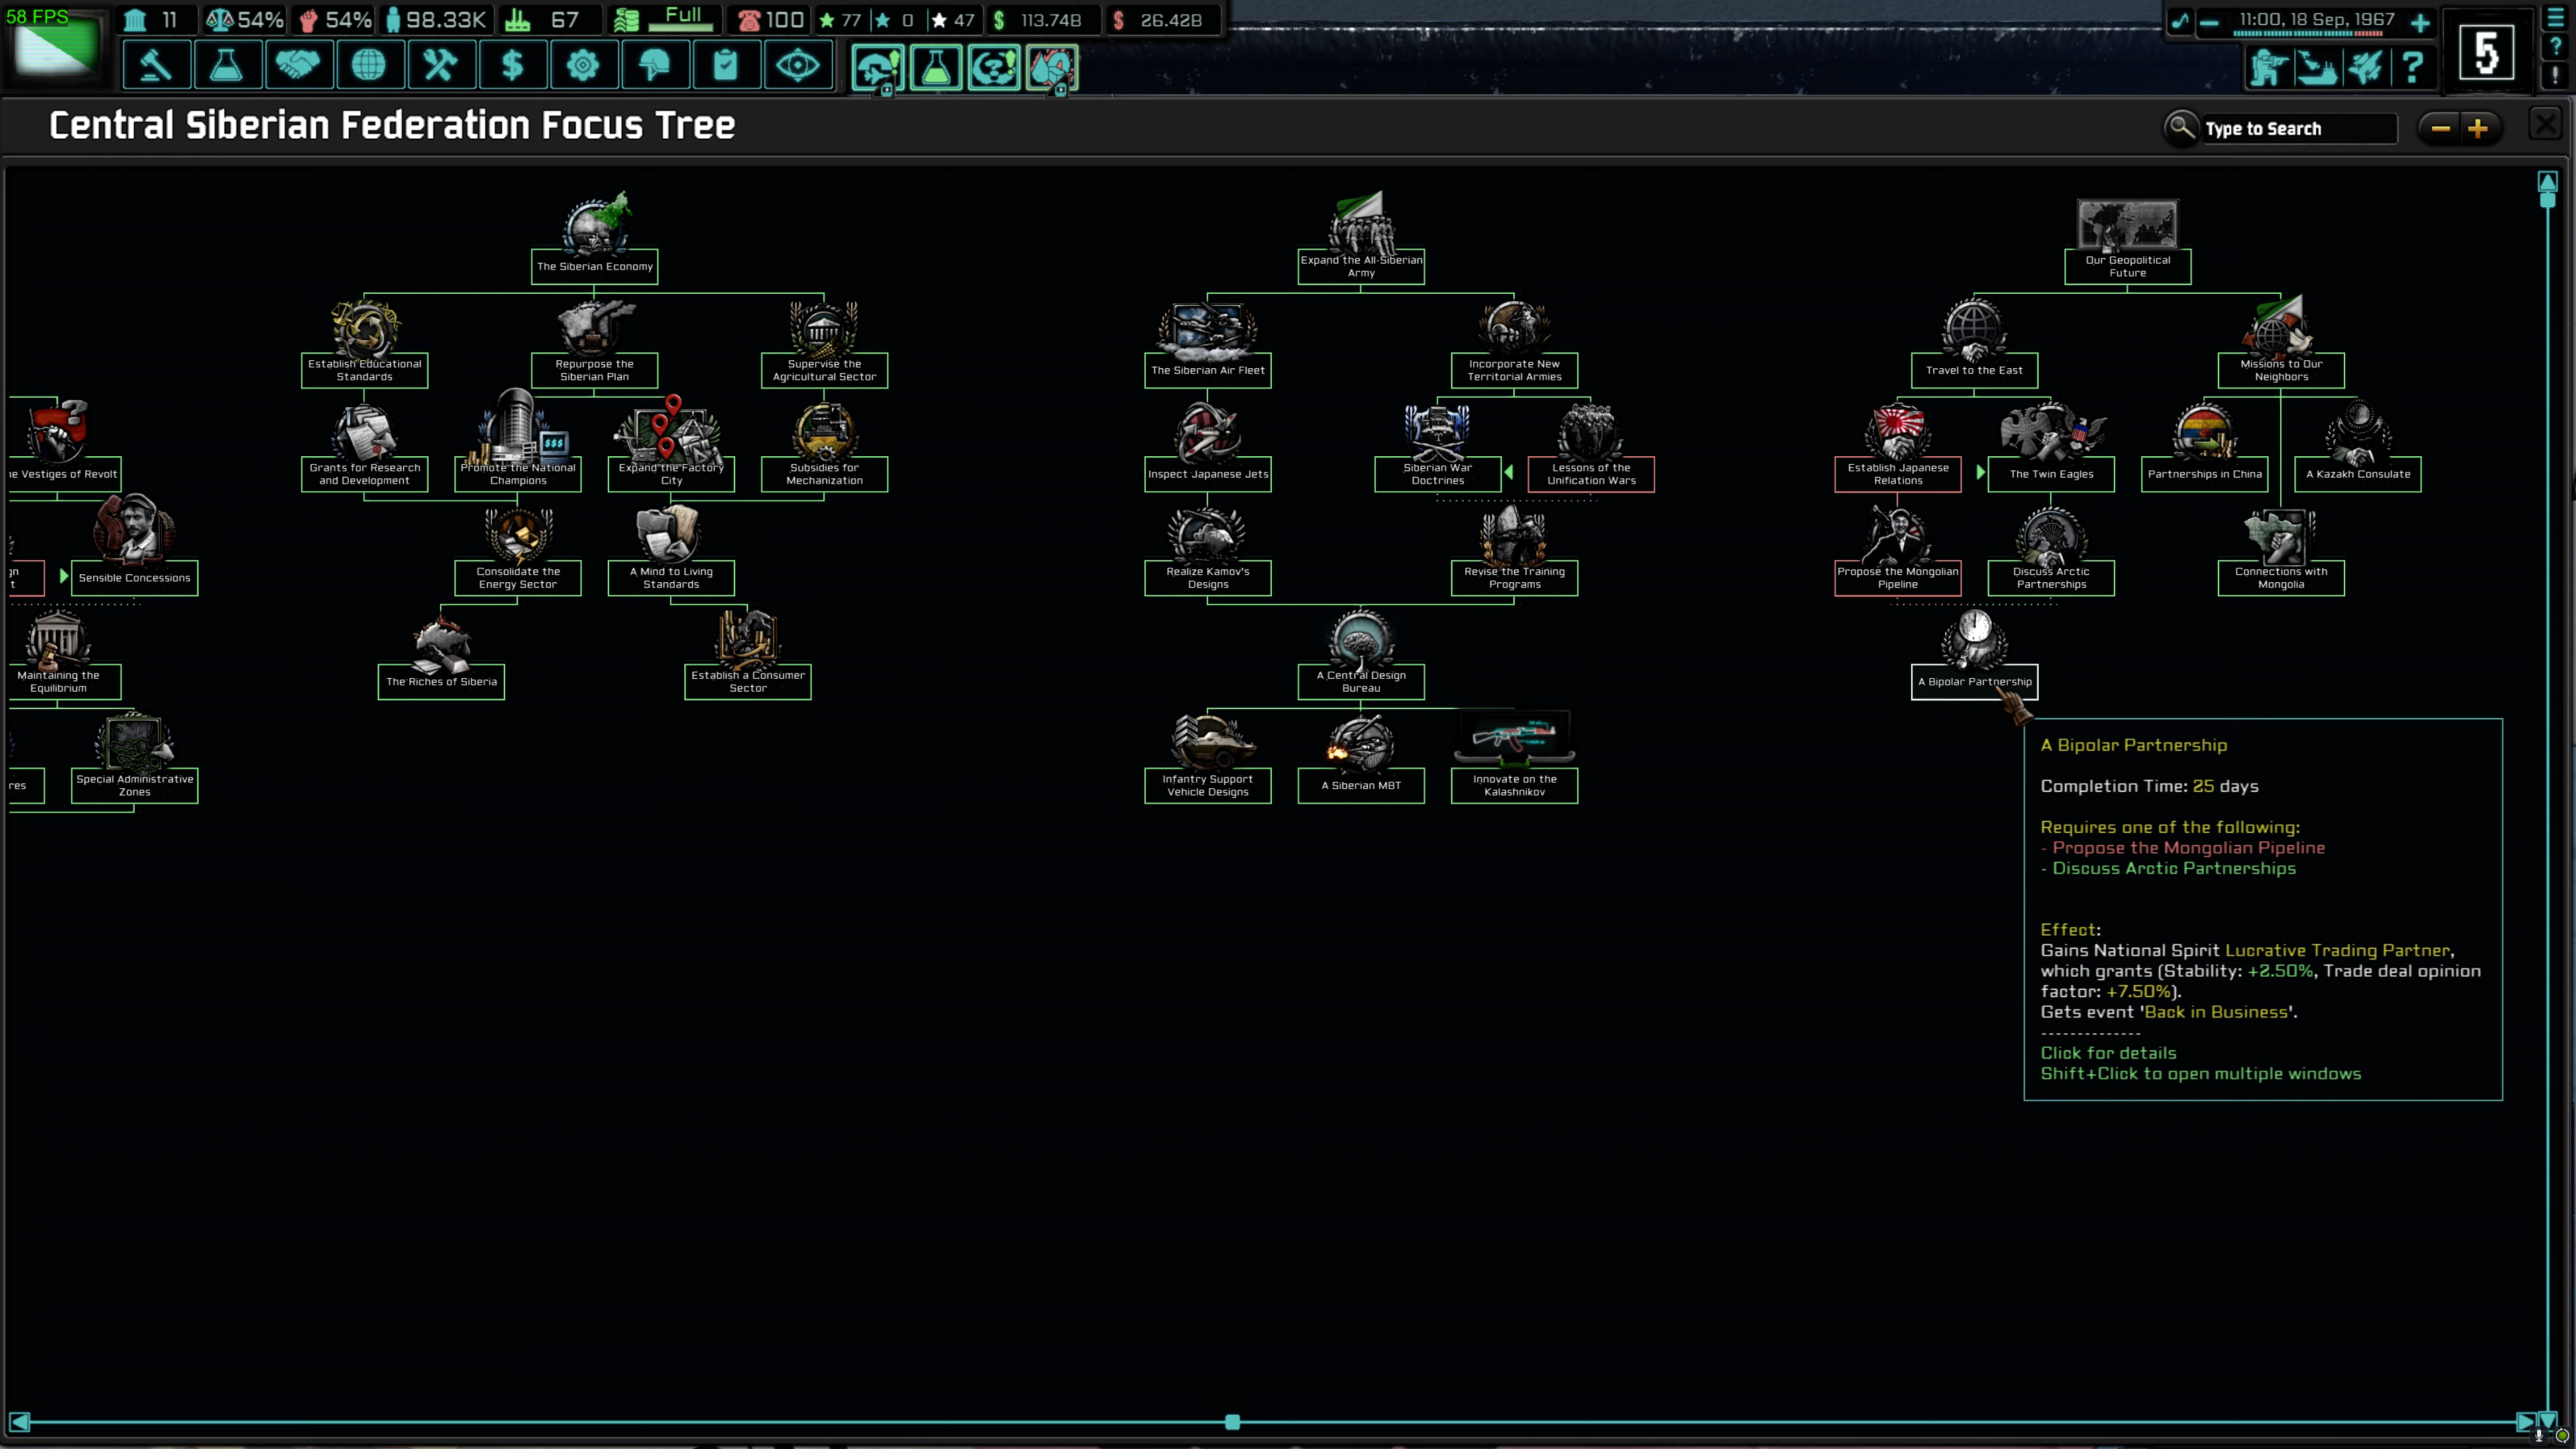 58 FPS
11
54%
54%
98.33K
67
Full
100
77
0
47
$ 113.74B
$ 26.42B
11:00, 18 Sep, 1967
5
Central Siberian Federation Focus Tree
Type to Search
The Siberian Economy
Expand the All-Siberian
Army
Our Geopolitical
Future
Establish Educational
Standards
Repurpose the
Siberian Plan
Supervise the
Agricultural Sector
The Siberian Air Fleet
Incorporate New
Territorial Armies
Travel to the East
Missions to Our
Neighbors
e Vestiges of Revolt
Grants for Research
and Development
$$$
Promote the National
Champions
Expand the Factory
City
Subsidies for
Mechanization
Inspect Japanese Jets
Siberian War
Doctrines
Lessons of the
Unification Wars
Establish Japanese
Relations
The Twin Eagles
Partnerships in China
A Kazakh Consulate
gn
t
Sensible Concessions
Consolidate the
Energy Sector
A Mind to Living
Standards
Realize Kamov's
Designs
Revise the Training
Programs
Propose the Mongolian
Pipeline
Discuss Arctic
Partnerships
Connections with
Mongolia
Maintaining the
Equilibrium
The Riches of Siberia
Establish a Consumer
Sector
A Central Design
Bureau
A Bipolar Partnership
res
Special Administrative
Zones
Infantry Support
Vehicle Designs
A Siberian MBT
Innovate on the
Kalashnikov
A Bipolar Partnership
Completion Time: 25 days
Requires one of the following:
- Propose the Mongolian Pipeline
- Discuss Arctic Partnerships
Effect:
Gains National Spirit Lucrative Trading Partner,
which grants (Stability: +2.50%, Trade deal opinion
factor: +7.50%).
Gets event 'Back in Business'.
--------------
Click for details
Shift+Click to open multiple windows